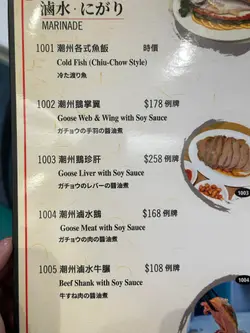 滷水·にがり
MARINADE
1001 潮州各式魚飯 時價
Cold Fish (Chiu-Chow Style)
冷た渡り魚
1002 潮州鵝掌翼 $178 例牌
Goose Web & Wing with Soy Sauce
ガチョウの手羽の醤油煮
1003 潮州鵝珍肝 $258 例牌
Goose Liver with Soy Sauce
ガチョウのレバーの醤油煮
1003
1004 潮州滷水鵝 $168 例牌
Goose Meat with Soy Sauce
ガチョウの肉の醤油煮
1005 潮州滷水牛𦟌 $108 例牌
Beef Shank with Soy Sauce
牛すね肉の醤油煮
1004